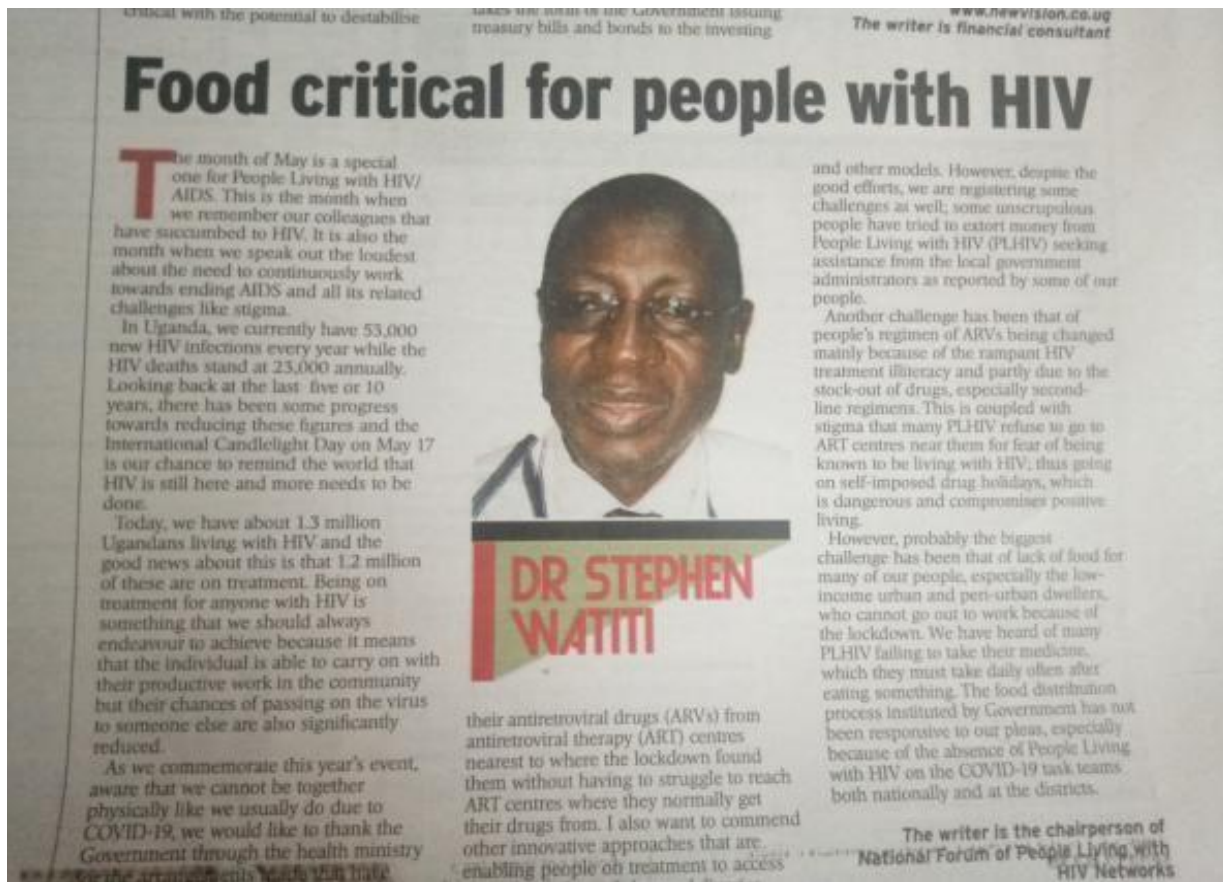 critical with the potential to destabilise
takes the form of the Government issuing
treasury bills and bonds to the investing
www.newvision.co.ug
The writer is financial consultant
Food critical for people with HIV
The month of May is a special
one for People Living with HIV/
AIDS. This is the month when
we remember our colleagues that
have succumbed to HIV. It is also the
month when we speak out the loudest
about the need to continuously work
towards ending AIDS and all its related
challenges like stigma.
In Uganda, we currently have 53,000
new HIV infections every year while the
HIV deaths stand at 23,000 annually.
Looking back at the last five or 10
years, there has been some progress
towards reducing these figures and the
International Candlelight Day on May 17
is our chance to remind the world that
HIV is still here and more needs to be
done.
Today, we have about 1.3 million
Ugandans living with HIV and the
good news about this is that 1.2 million
of these are on treatment. Being on
treatment for anyone with HIV is
something that we should always
endeavour to achieve because it means
that the individual is able to carry on with
their productive work in the community
but their chances of passing on the virus
to someone else are also significantly
reduced.
As we commemorate this year's event,
aware that we cannot be together
physically like we usually do due to
COVID-19, we would like to thank the
Government through the health ministry
for the arrangements made that have
DR STEPHEN
WATITI
their antiretroviral drugs (ARVs) from
antiretroviral therapy (ART) centres
nearest to where the lockdown found
them without having to struggle to reach
ART centres where they normally get
their drugs from. I also want to commend
other innovative approaches that are
enabling people on treatment to access
and other models. However, despite the
good efforts, we are registering some
challenges as well; some unscrupulous
people have tried to extort money from
People Living with HIV (PLHIV) seeking
assistance from the local government
administrators as reported by some of our
people.
Another challenge has been that of
people's regimen of ARVs being changed
mainly because of the rampant HIV
treatment illiteracy and partly due to the
stock-out of drugs, especially second-
line regimens. This is coupled with
stigma that many PLHIV refuse to go to
ART centres near them for fear of being
known to be living with HIV; thus going
on self-imposed drug holidays, which
is dangerous and compromises positive
living.
However, probably the biggest
challenge has been that of lack of food for
many of our people, especially the low-
income urban and peri-urban dwellers,
who cannot go out to work because of
the lockdown. We have heard of many
PLHIV failing to take their medicine,
which they must take daily often after
eating something. The food distribution
process instituted by Government has not
been responsive to our pleas, especially
because of the absence of People Living
with HIV on the COVID-19 task teams
both nationally and at the districts.
The writer is the chairperson of
National Forum of People Living with
HIV Networks